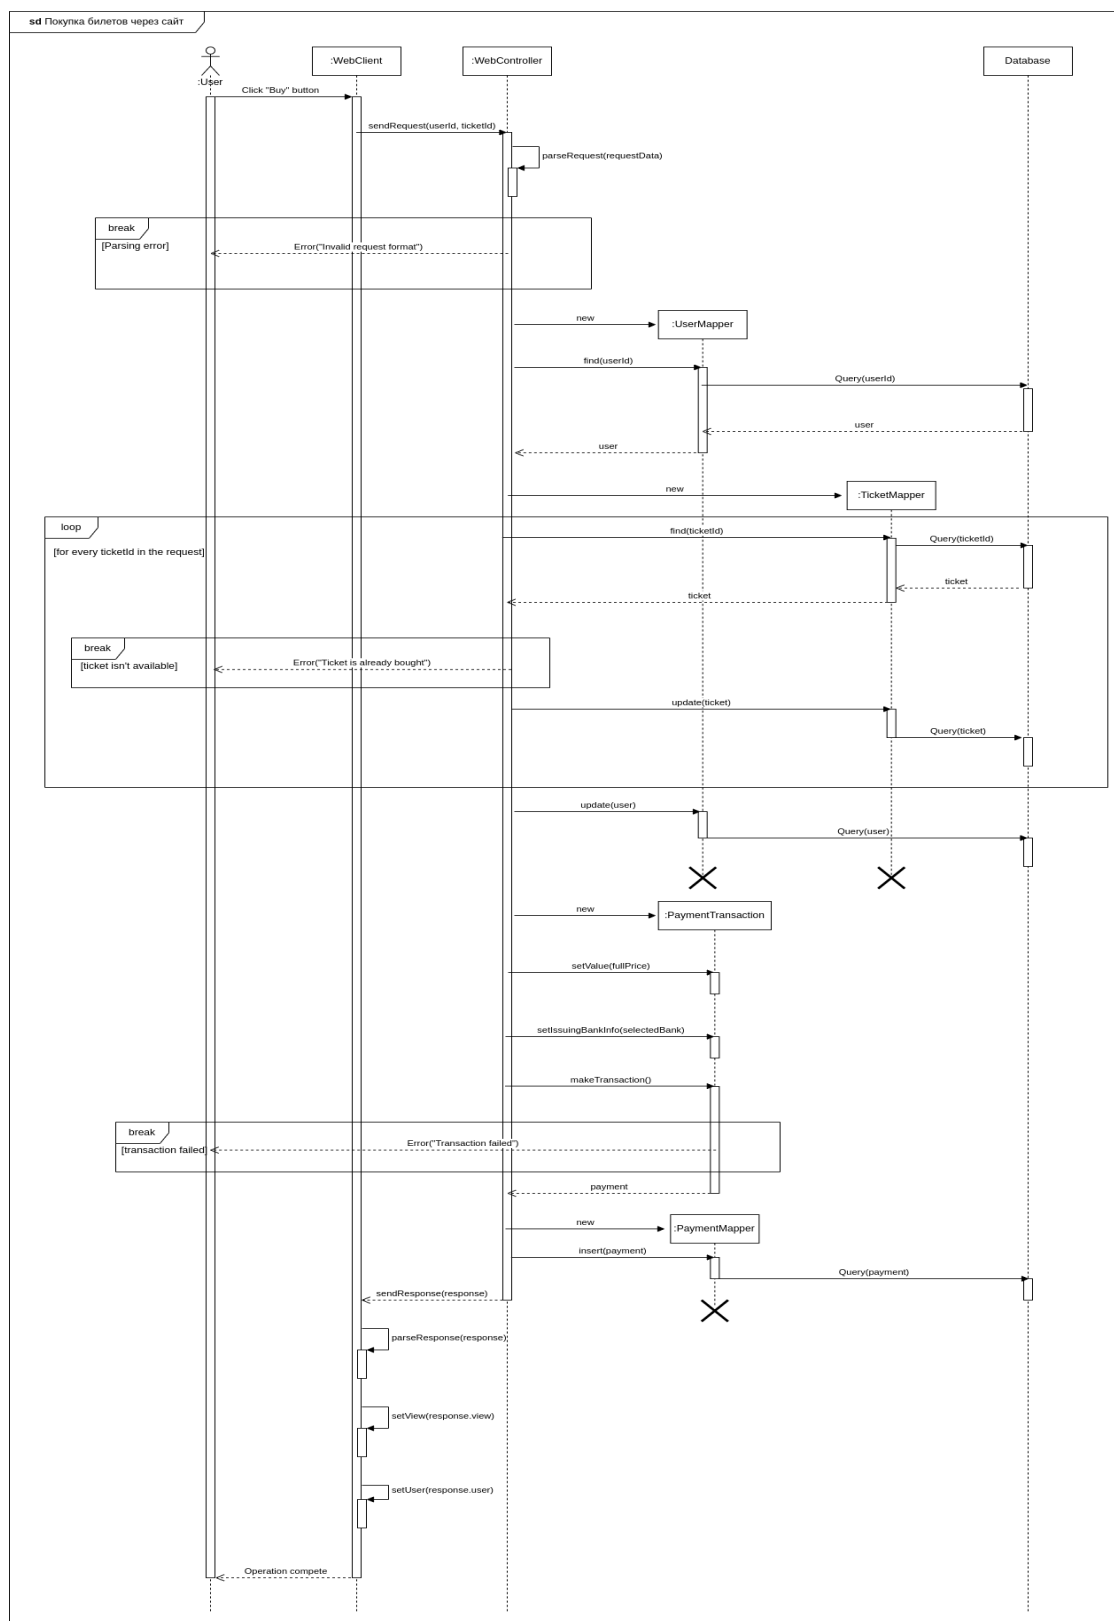 sd Покупка билетов через сайт
:User
:WebClient
:WebController
Database
Click "Buy" button
sendRequest(userId, ticketId)
parseRequest(requestData)
break
[Parsing error]
Error("Invalid request format")
new
:UserMapper
find(userId)
Query(userId)
user
user
new
:TicketMapper
loop
[for every ticketId in the request]
find(ticketId)
Query(ticketId)
ticket
ticket
break
[ticket isn't available]
Error("Ticket is already bought")
update(ticket)
Query(ticket)
update(user)
Query(user)
new
:PaymentTransaction
setValue(fullPrice)
setIssuingBankInfo(selectedBank)
makeTransaction()
break
[transaction failed]
Error("Transaction failed")
payment
new
:PaymentMapper
insert(payment)
Query(payment)
sendResponse(response)
parseResponse(response)
setView(response.view)
setUser(response.user)
Operation compete